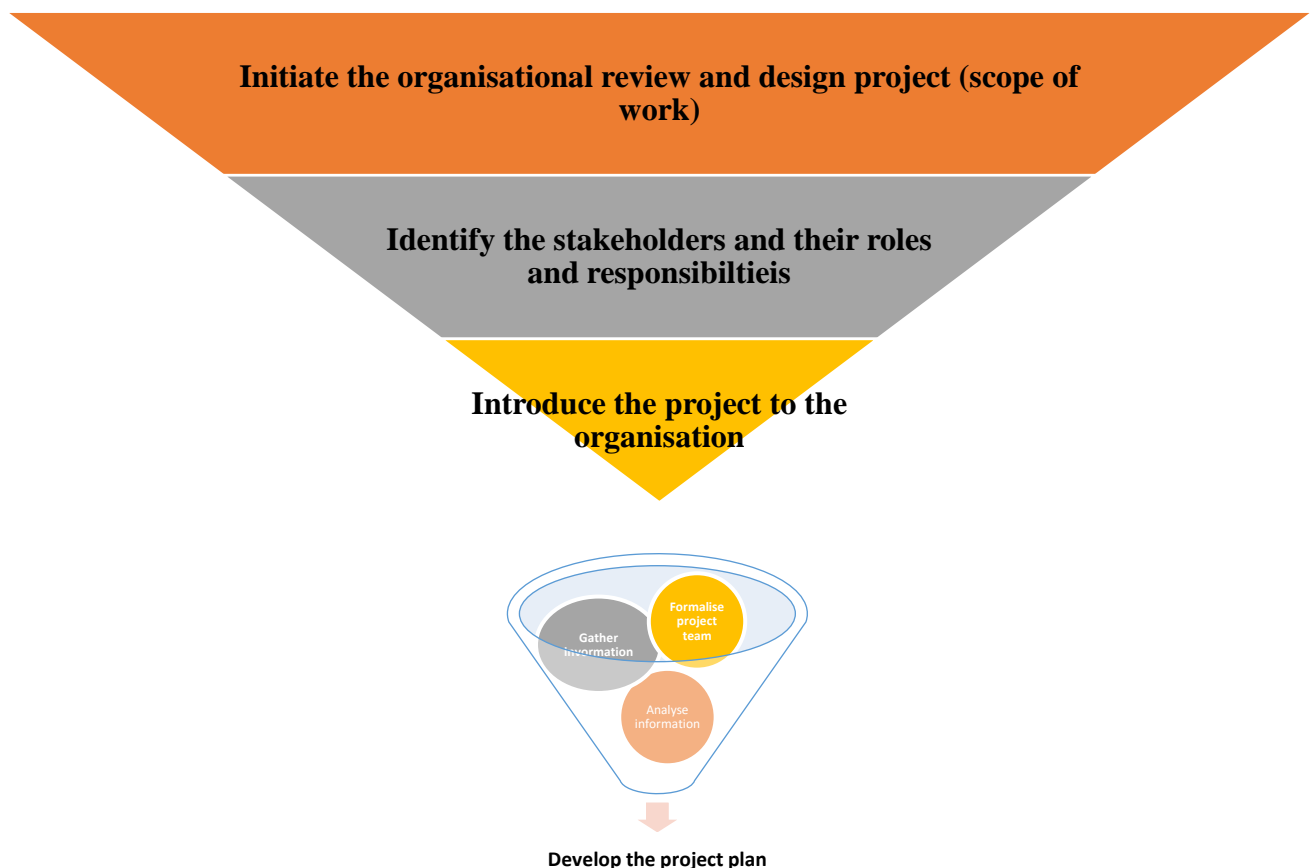 Initiate the organisational review and design project (scope of
work)
Identify the stakeholders and their roles
and responsibiltieis
Introduce the project to the
organisation
Formalise
project
team
Gather
invormation
Analyse
information
Develop the project plan